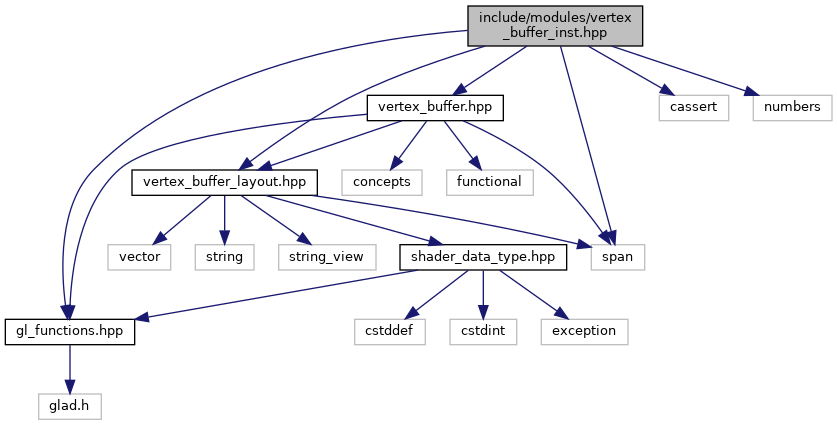 include/modules/vertex
_buffer_inst.hpp
vertex_buffer.hpp
cassert
numbers
vertex_buffer_layout.hpp
concepts
functional
vector
string
string_view
shader_data_type.hpp
span
gl_functions.hpp
cstddef
cstdint
exception
glad.h